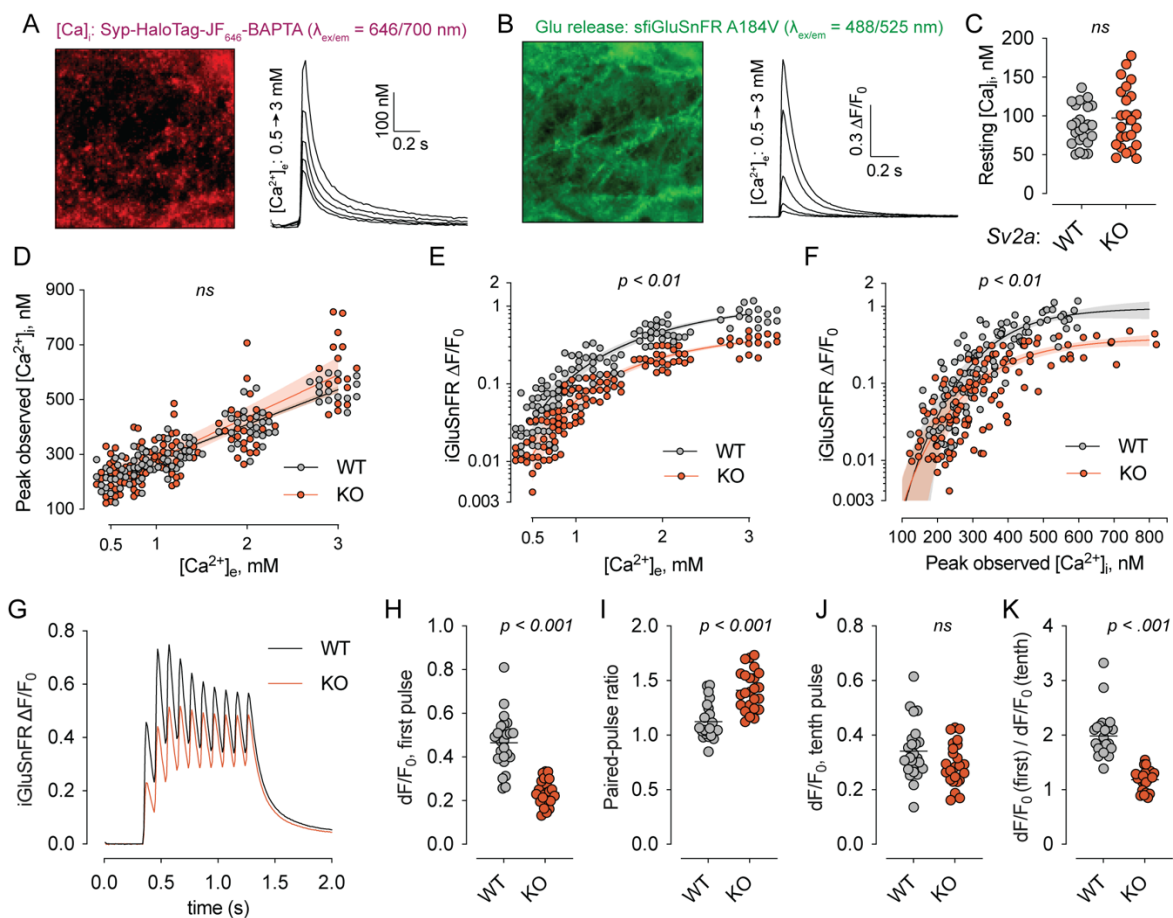 A
[Ca]i: Syp-HaloTag-JF646-BAPTA (λex/em = 646/700 nm)
[Ca2+]e: 0.5 → 3 mM
100 nM
0.2 s
B
Glu release: sfiGluSnFR A184V (λex/em = 488/525 nm)
[Ca2+]e: 0.5 → 3 mM
0.3 ΔF/F0
0.2 s
C
ns
Resting [Ca]i, nM
200
150
100
50
0
Sv2a:
WT
KO
D
ns
Peak observed [Ca2+]i, nM
900
700
500
300
100
WT
KO
0.5
1
2
3
[Ca2+]e, mM
E
p < 0.01
iGluSnFR ΔF/F0
2
1
0.1
0.01
0.003
WT
KO
0.5
1
2
3
[Ca2+]e, mM
F
p < 0.01
iGluSnFR ΔF/F0
2
1
0.1
0.01
0.003
WT
KO
100
200
300
400
500
600
700
800
Peak observed [Ca2+]i, nM
G
iGluSnFR ΔF/F0
0.8
0.6
0.4
0.2
0.0
WT
KO
0.0
0.5
1.0
1.5
2.0
time (s)
H
p < 0.001
dF/F0, first pulse
1.0
0.8
0.6
0.4
0.2
0.0
WT
KO
I
p < 0.001
Paired-pulse ratio
2.0
1.5
1.0
0.5
0.0
WT
KO
J
ns
dF/F0, tenth pulse
0.8
0.6
0.4
0.2
0.0
WT
KO
K
p < .001
dF/F0 (first) / dF/F0 (tenth)
4
3
2
1
0
WT
KO